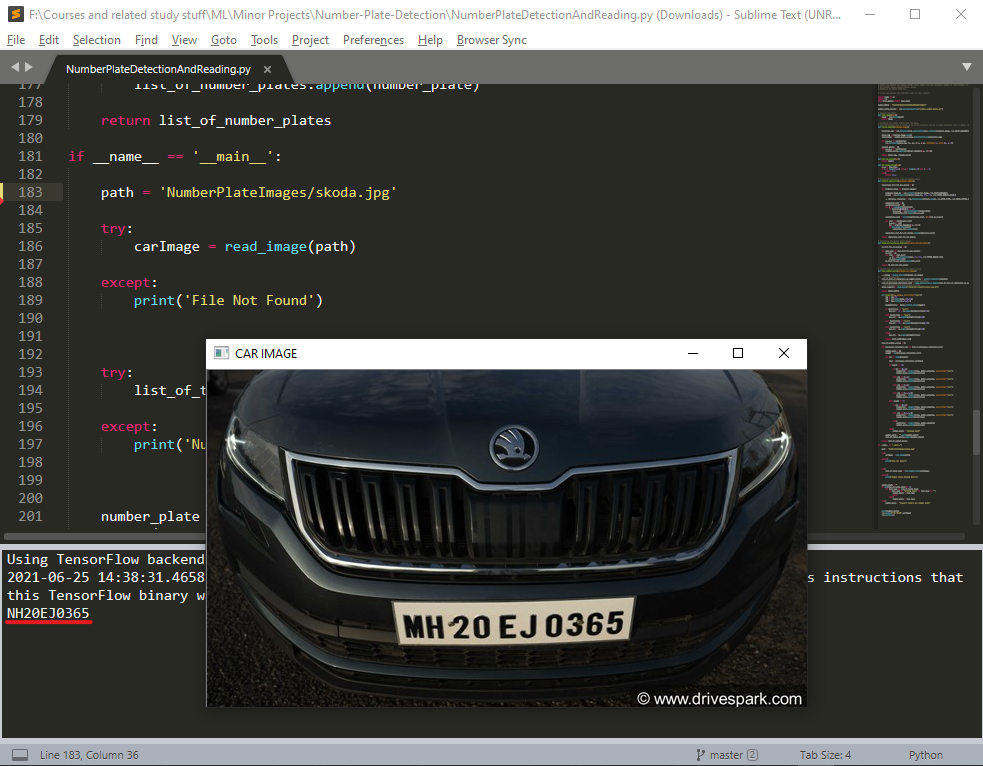 F:\Courses and related study stuff\ML\Minor Projects\Number-Plate-Detection\NumberPlateDetectionAndReading.py (Downloads) - Sublime Text (UNR...
File Edit Selection Find View Goto Tools Project Preferences Help Browser Sync
NumberPlateDetectionAndReading.py
177 list_of_number_plates.append(number_plate)
178
179 return list_of_number_plates
180
181 if __name__ == '__main__':
182
183 path = 'NumberPlateImages/skoda.jpg'
184
185 try:
186 carImage = read_image(path)
187
188 except:
189 print('File Not Found')
190
191
192
193 try:
194 list_of_t
195
196 except:
197 print('Nu
198
199
200
201 number_plate
CAR IMAGE
MH 20 EJ 0365
© www.drivespark.com
Using TensorFlow backend
2021-06-25 14:38:31.4658 s instructions that
this TensorFlow binary w
NH20EJ0365
Line 183, Column 36 master 2 Tab Size: 4 Python